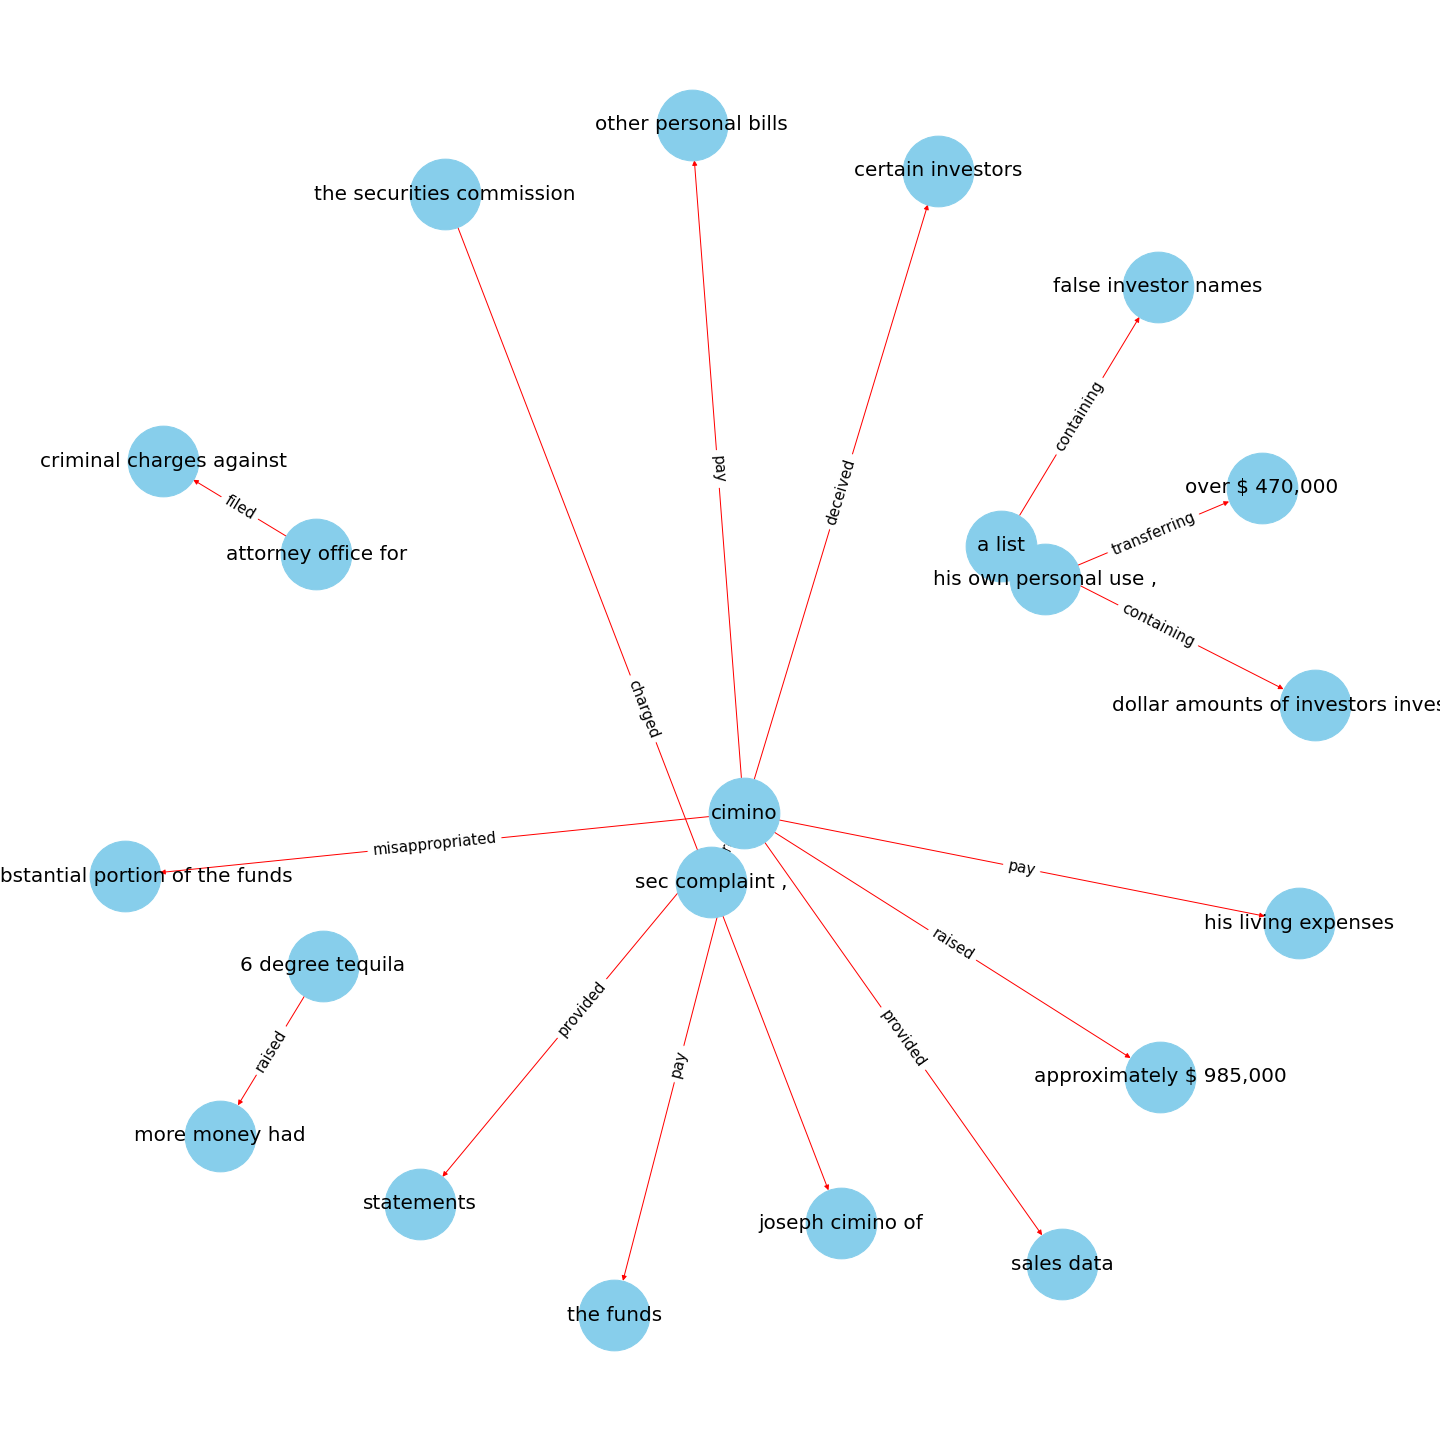 other personal bills
certain investors
the securities commission
false investor names
containing
criminal charges against
pay
deceived
over $ 470,000
filed
transferring
attorney office for
a list
his own personal use ,
containing
charged
dollar amounts of investors inves
cimino
misappropriated
r
bstantial portion of the funds
sec complaint ,
pay
his living expenses
raised
6 degree tequila
provided
provided
raised
pay
approximately $ 985,000
more money had
statements
joseph cimino of
sales data
the funds